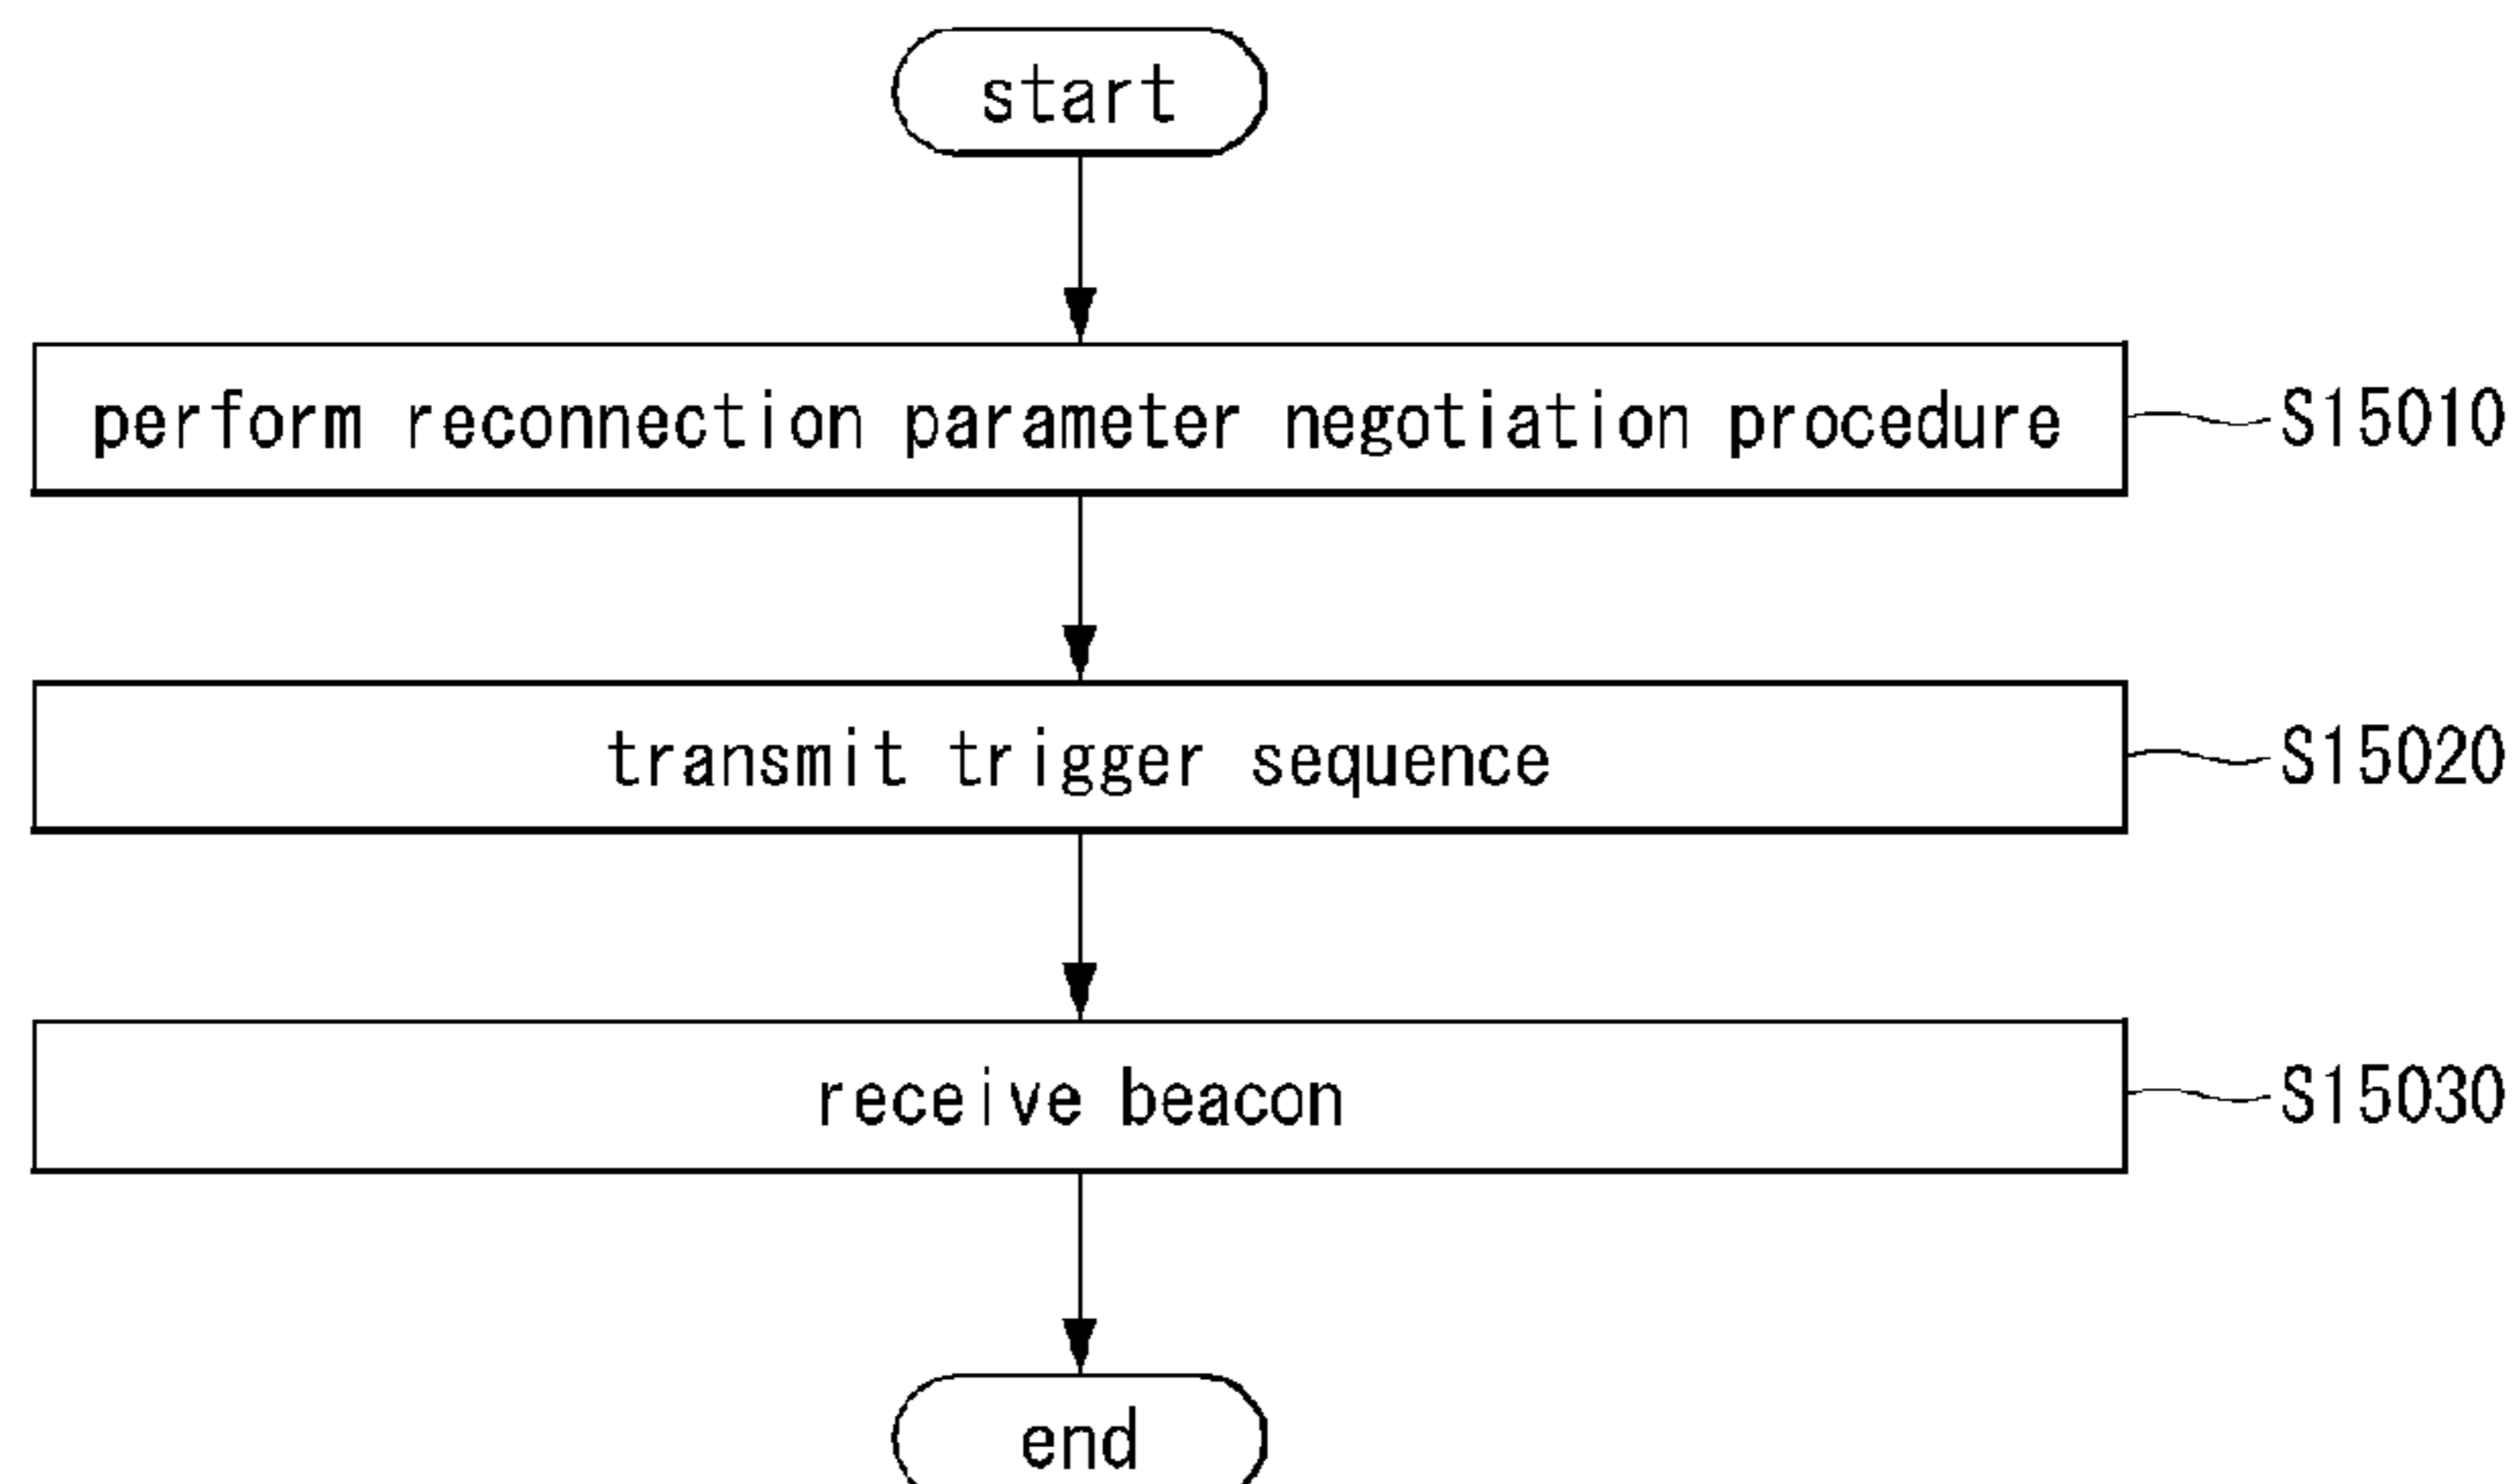 start
perform reconnection parameter negotiation procedure S15010
transmit trigger sequence S15020
receive beacon S15030
end